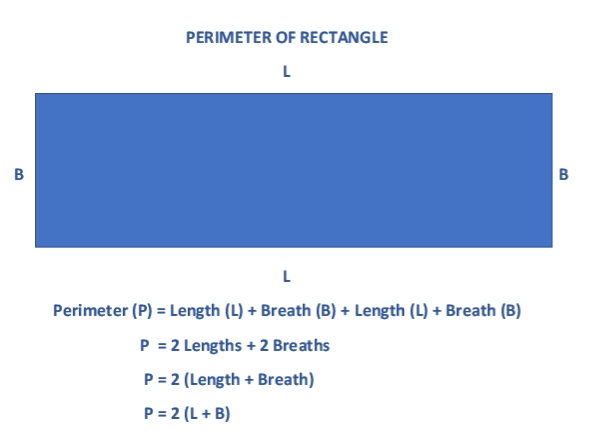 PERIMETER OF RECTANGLE
L
B B
L
Perimeter (P) = Length (L) + Breath (B) + Length (L) + Breath (B)
P = 2 Lengths + 2 Breaths
P = 2 (Length + Breath)
P = 2 (L + B)